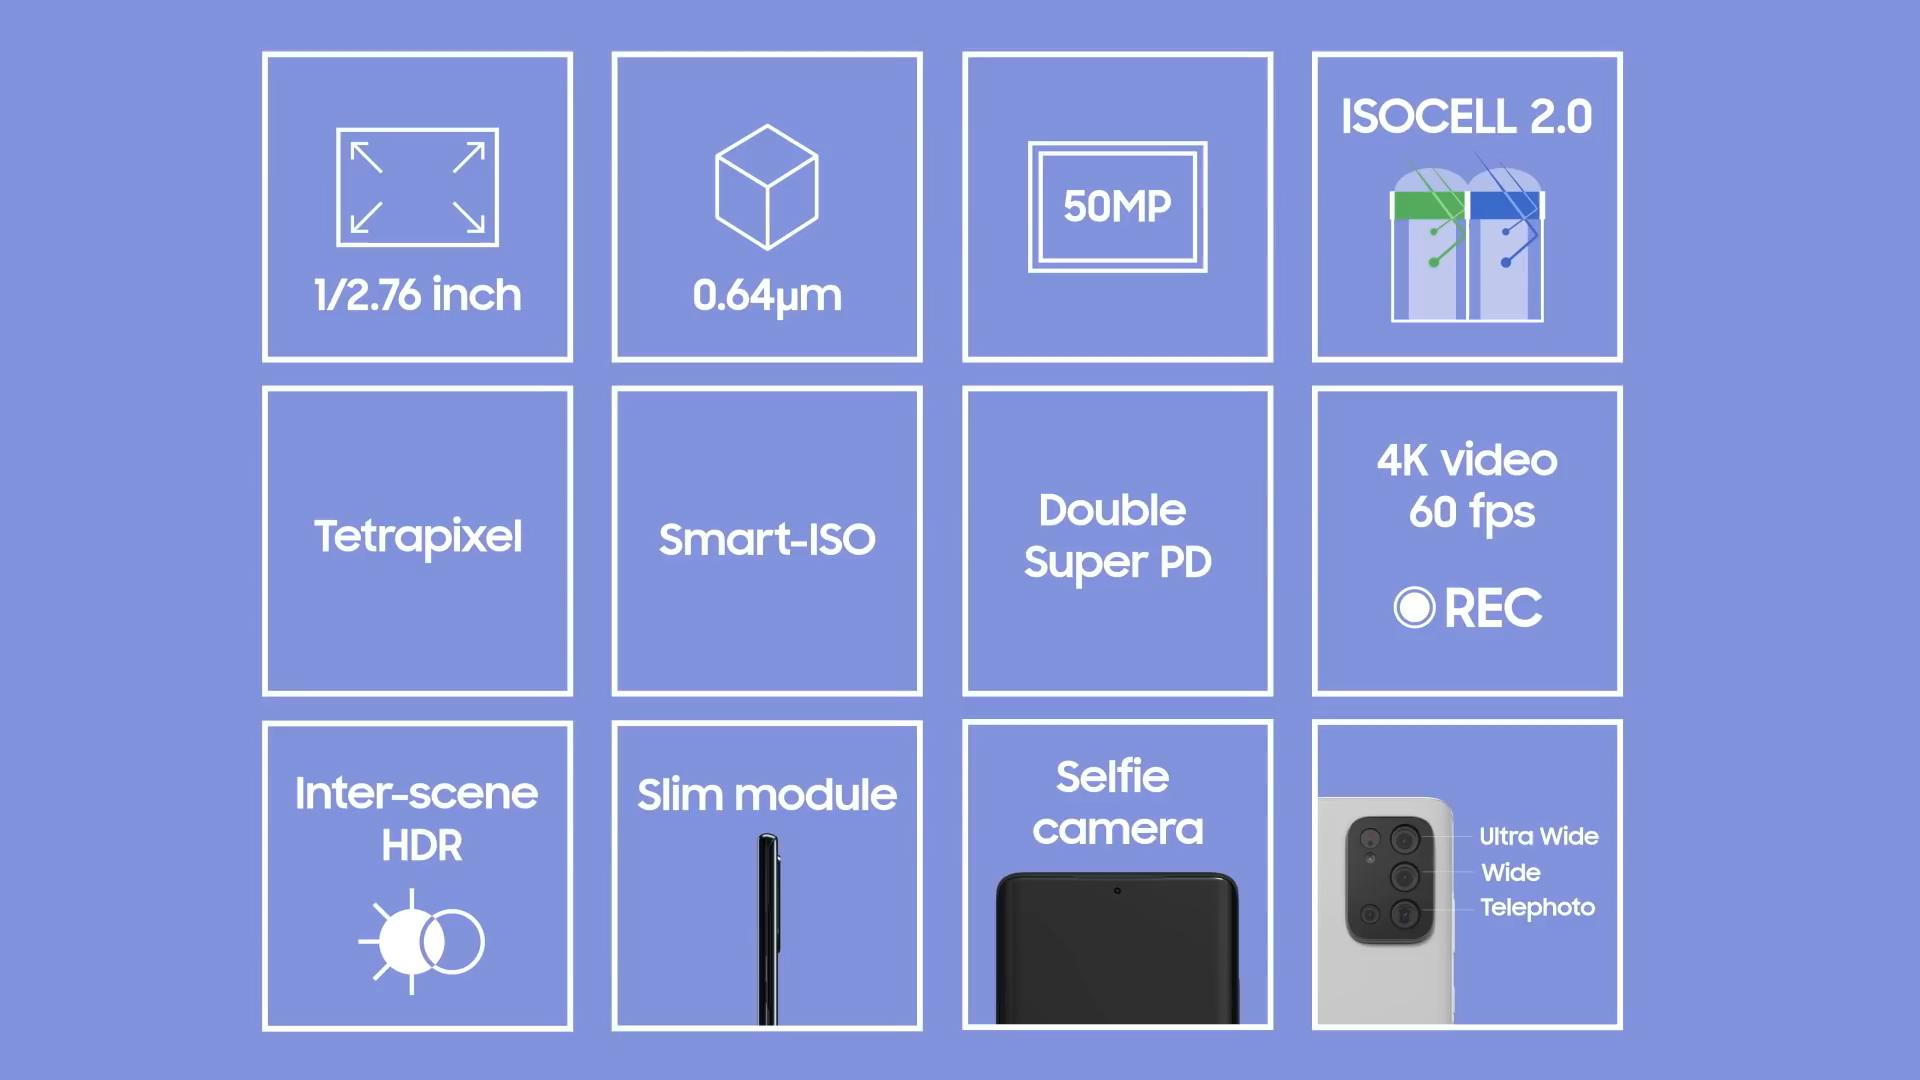 1/2.76 inch
0.64µm
50MP
ISOCELL 2.0
Tetrapixel
Smart-ISO
Double
Super PD
4K video
60 fps
REC
Inter-scene
HDR
Slim module
Selfie
camera
Ultra Wide
Wide
Telephoto